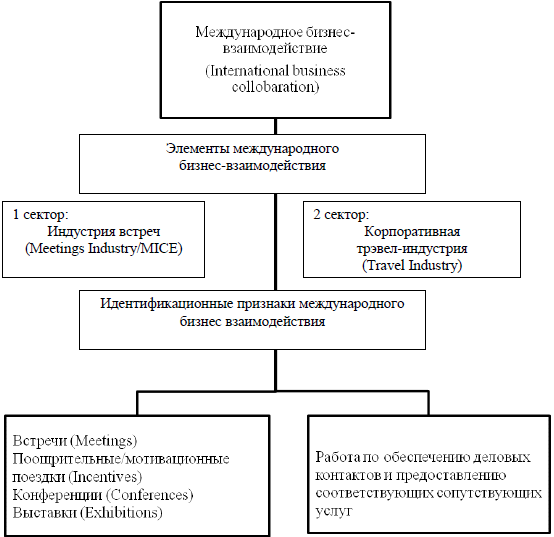 Международное бизнес-
взаимодействие
(International business
collobaration)
Элементы международного
бизнес-взаимодействия
1 сектор:
Индустрия встреч
(Meetings Industry/MICE)
2 сектор:
Корпоративная
трэвел-индустрия
(Travel Industry)
Идентификационные признаки международного
бизнес взаимодействия
Встречи (Meetings)
Поощрительные/мотивационные
поездки (Incentives)
Конференции (Conferences)
Выставки (Exhibitions)
Работа по обеспечению деловых
контактов и предоставлению
соответствующих сопутствующих
услуг